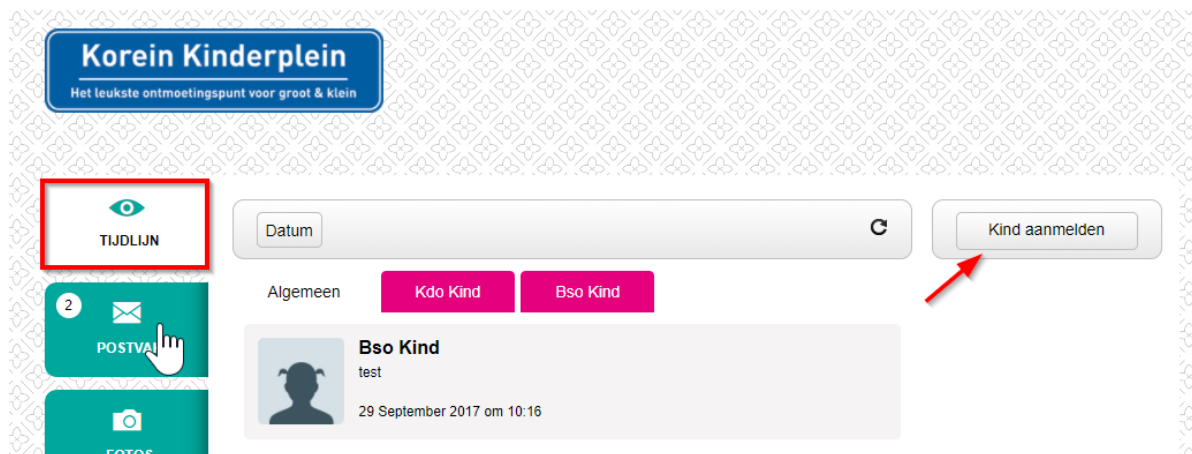 Korein Kinderplein
Het leukste ontmoetingspunt voor groot & klein
TIJDLIJN
Datum
Kind aanmelden
Algemeen
Kdo Kind
Bso Kind
2
Bso Kind
test
29 September 2017 om 10:16